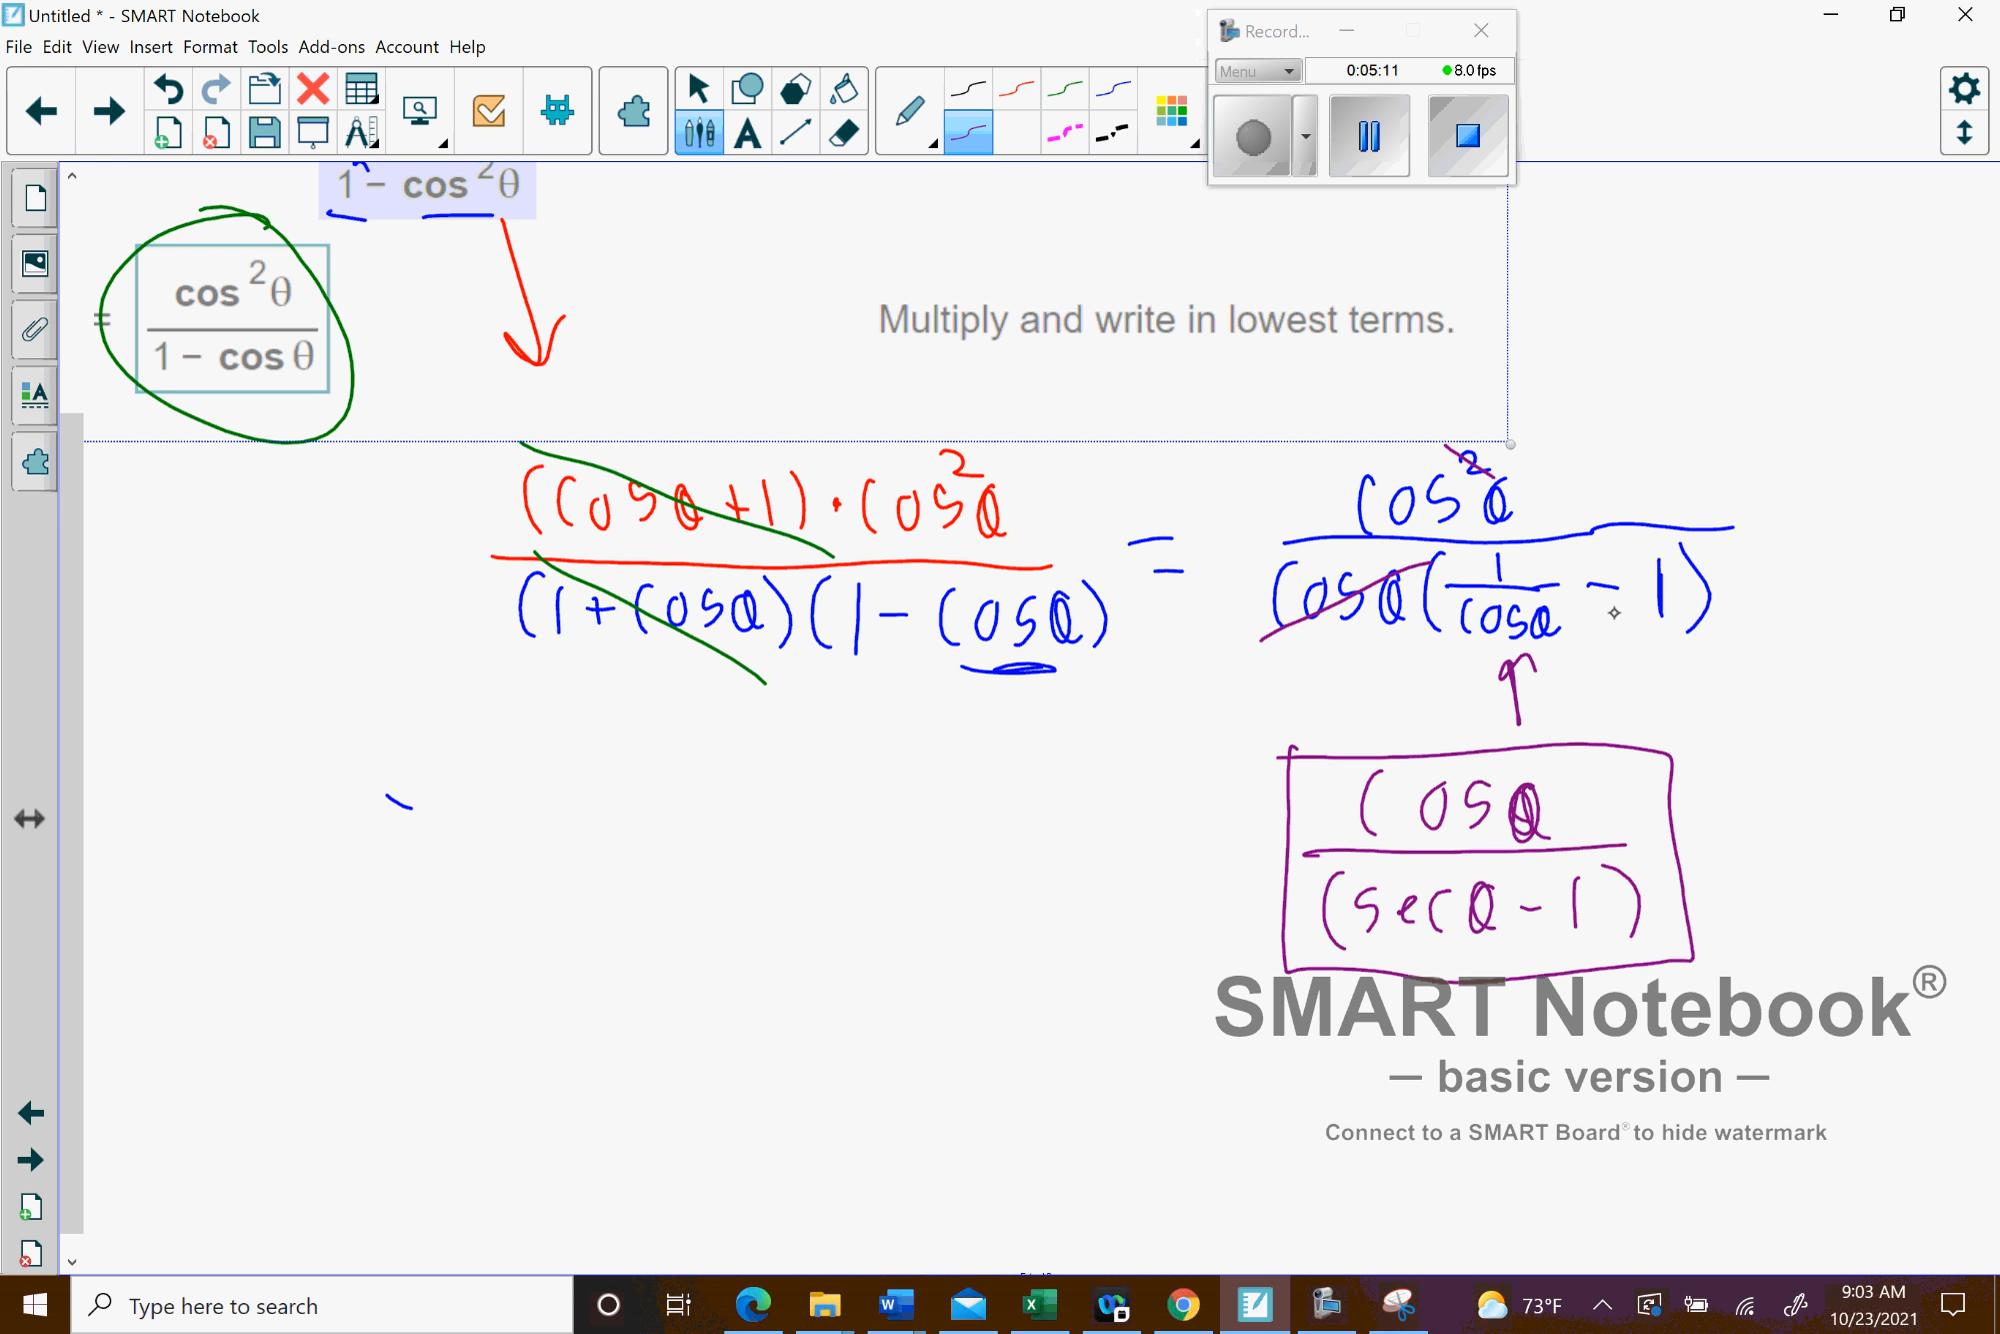 Untitled * - SMART Notebook
File Edit View Insert Format Tools Add-ons Account Help
Record...
Menu 0:05:11 8.0 fps
1 - cos ²θ
= cos ²θ
1 - cos θ
Multiply and write in lowest terms.
(cosθ+1) · cos²θ
(1+cosθ)(1-cosθ)
=
cos²θ
cosθ(1/cosθ - 1)
cosθ
(secθ-1)
SMART Notebook®
— basic version —
Connect to a SMART Board® to hide watermark
Type here to search
73°F
9:03 AM
10/23/2021